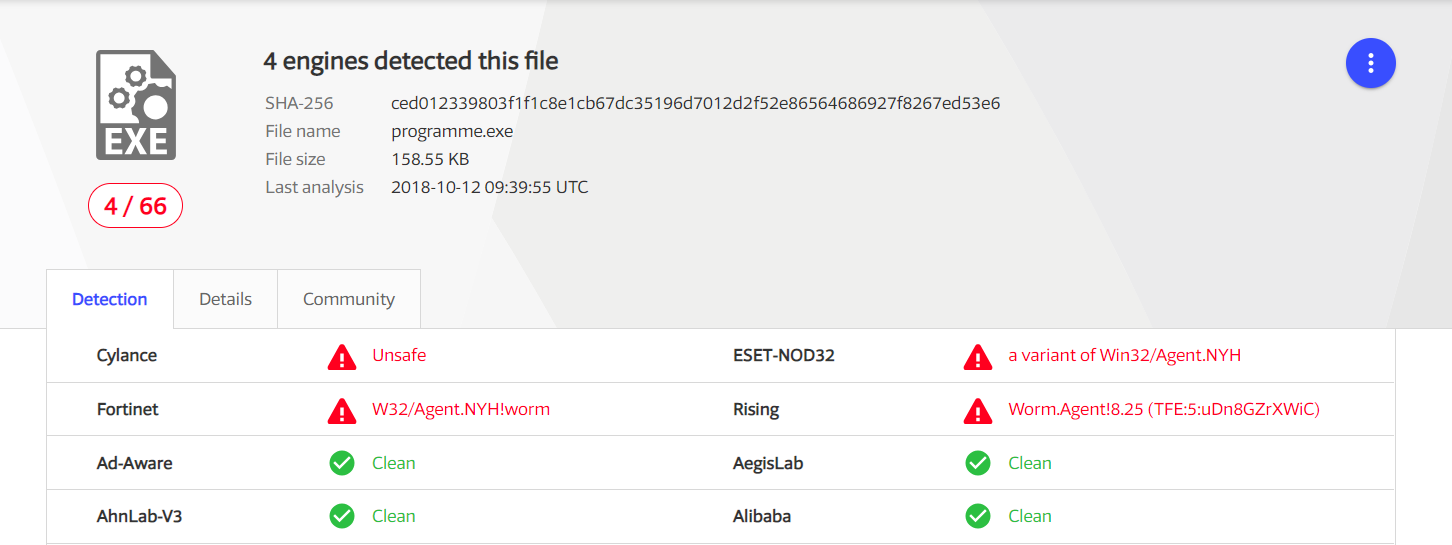 4 engines detected this file
SHA-256 ced012339803f1f1c8e1cb67dc35196d7012d2f52e86564686927f8267ed53e6
File name programme.exe
File size 158.55 KB
Last analysis 2018-10-12 09:39:55 UTC
EXE
4 / 66
Detection Details Community
Cylance Unsafe ESET-NOD32 a variant of Win32/Agent.NYH
Fortinet W32/Agent.NYH!worm Rising Worm.Agent!8.25 (TFE:5:uDn8GZrXWiC)
Ad-Aware Clean AegisLab Clean
AhnLab-V3 Clean Alibaba Clean